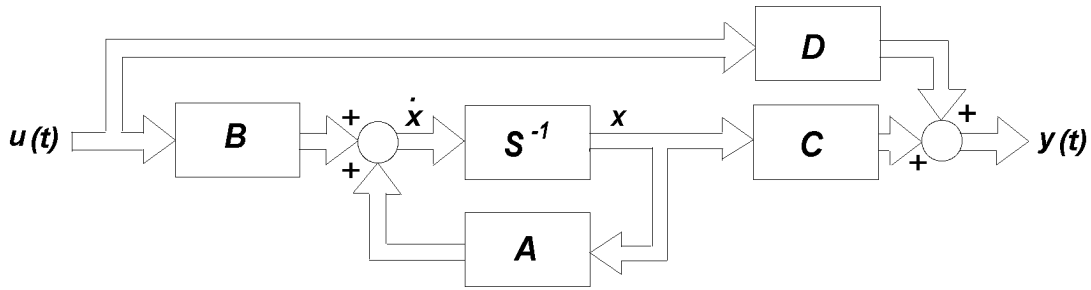 D
ẋ
x
+
+
u(t)
B
+
S⁻¹
C
y(t)
+
+
A